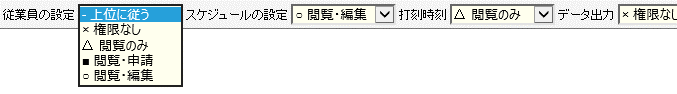 従業員の設定 - 上位に従う スケジュールの設定 ○ 閲覧・編集 打刻時刻 △ 閲覧のみ データ出力 × 権限なし
× 権限なし
△ 閲覧のみ
■ 閲覧・申請
○ 閲覧・編集